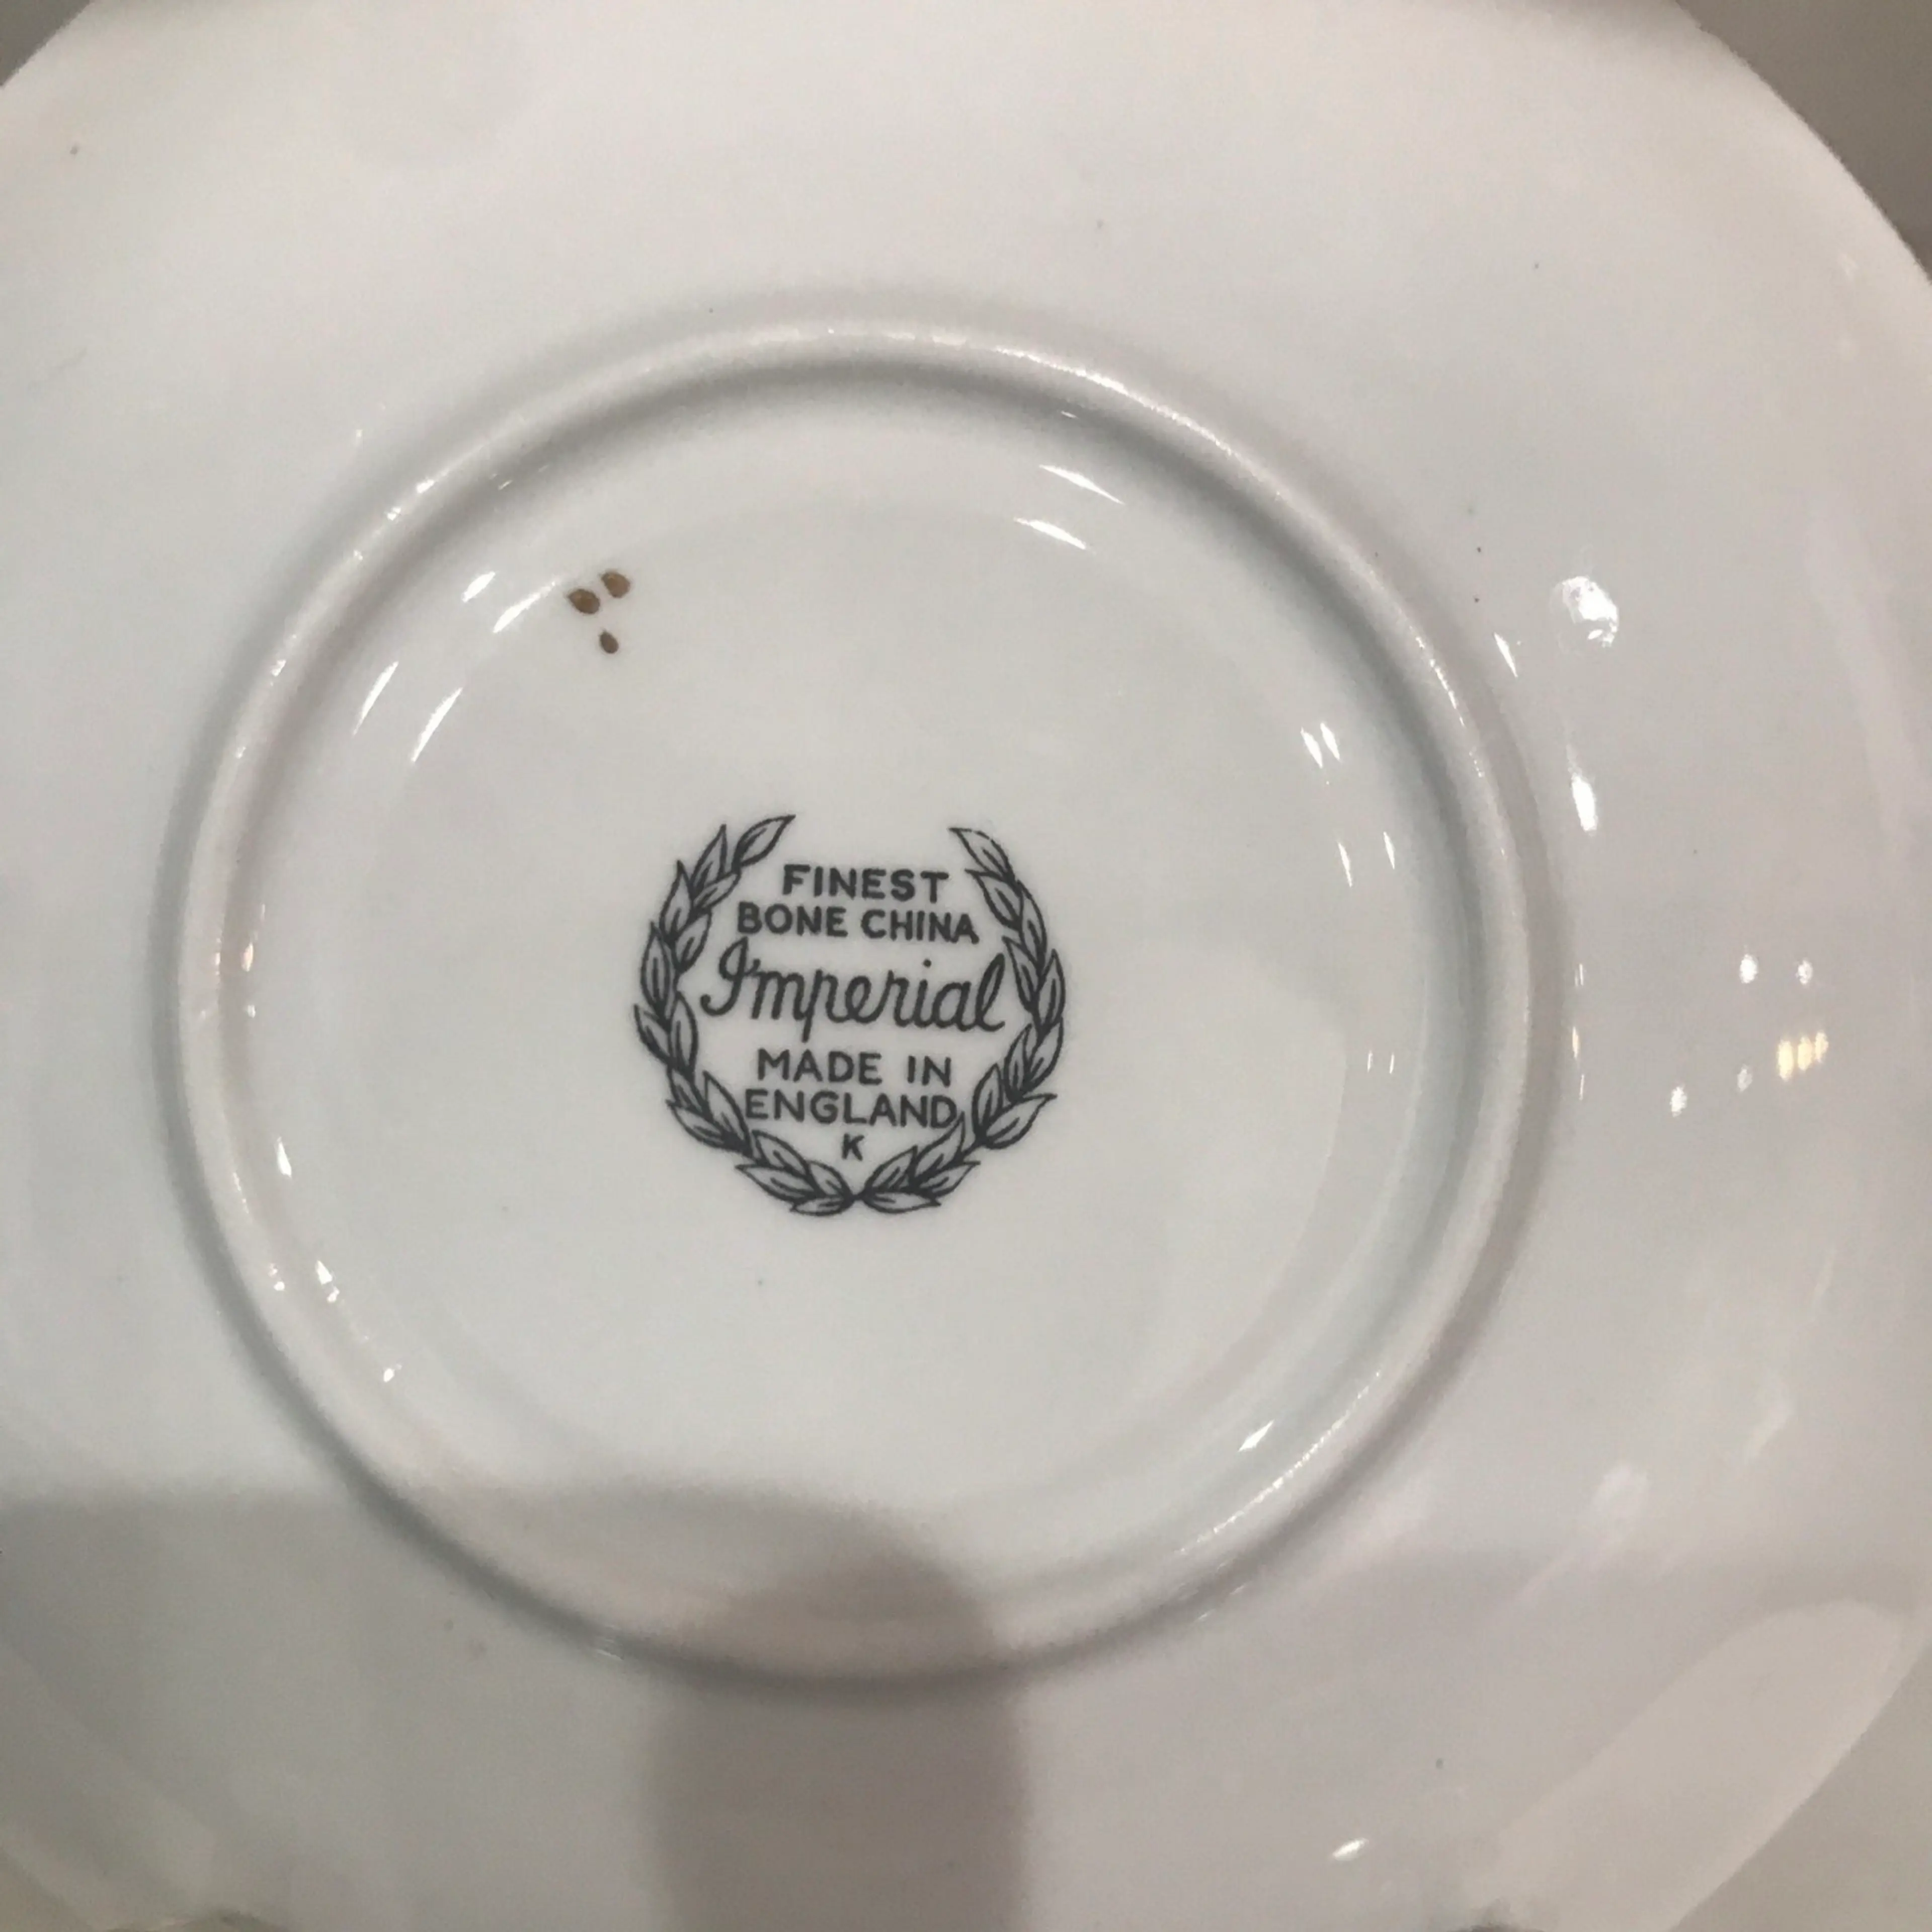 FINEST
BONE CHINA
Imperial
MADE IN
ENGLAND
K